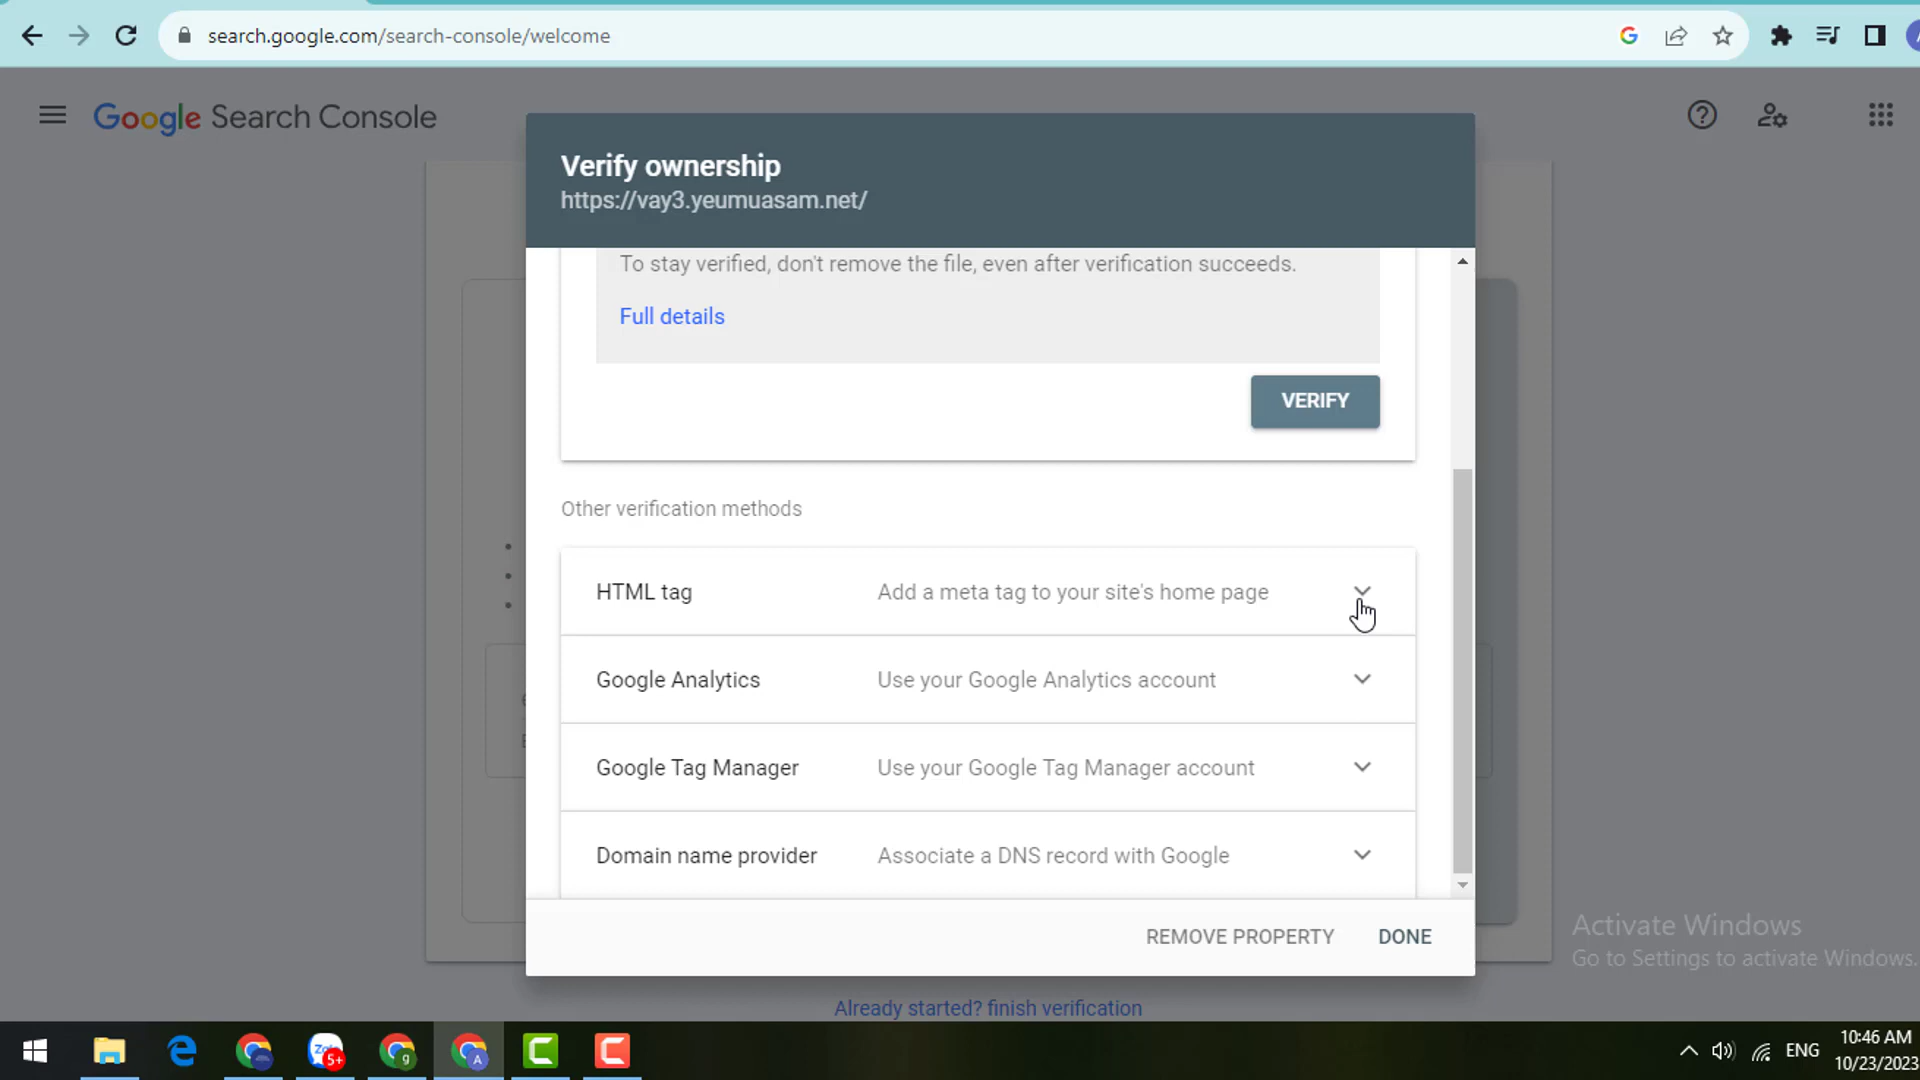 search.google.com/search-console/welcome
Google Search Console
Verify ownership
https://vay3.yeumuasam.net/
To stay verified, don't remove the file, even after verification succeeds.
Full details
VERIFY
Other verification methods
HTML tag Add a meta tag to your site's home page
Google Analytics Use your Google Analytics account
Google Tag Manager Use your Google Tag Manager account
Domain name provider Associate a DNS record with Google
REMOVE PROPERTY DONE
Activate Windows
Go to Settings to activate Windows.
Already started? finish verification
5+
g
A
ENG
10:46 AM
10/23/2023